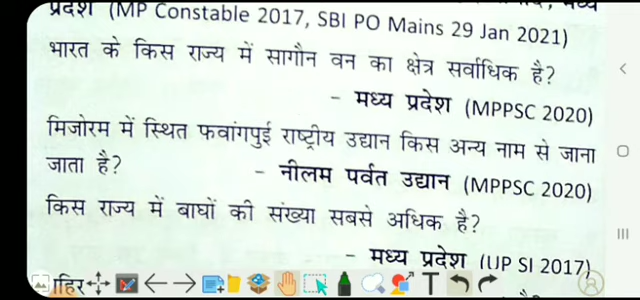 प्रदेश (MP Constable 2017, SBI PO Mains 29 Jan 2021)
भारत के किस राज्य में सागौन वन का क्षेत्र सर्वाधिक है?
– मध्य प्रदेश (MPPSC 2020)
मिजोरम में स्थित फवांगपुई राष्ट्रीय उद्यान किस अन्य नाम से जाना
जाता है? – नीलम पर्वत उद्यान (MPPSC 2020)
किस राज्य में बाघों की संख्या सबसे अधिक है?
– मध्य प्रदेश (UP SI 2017)